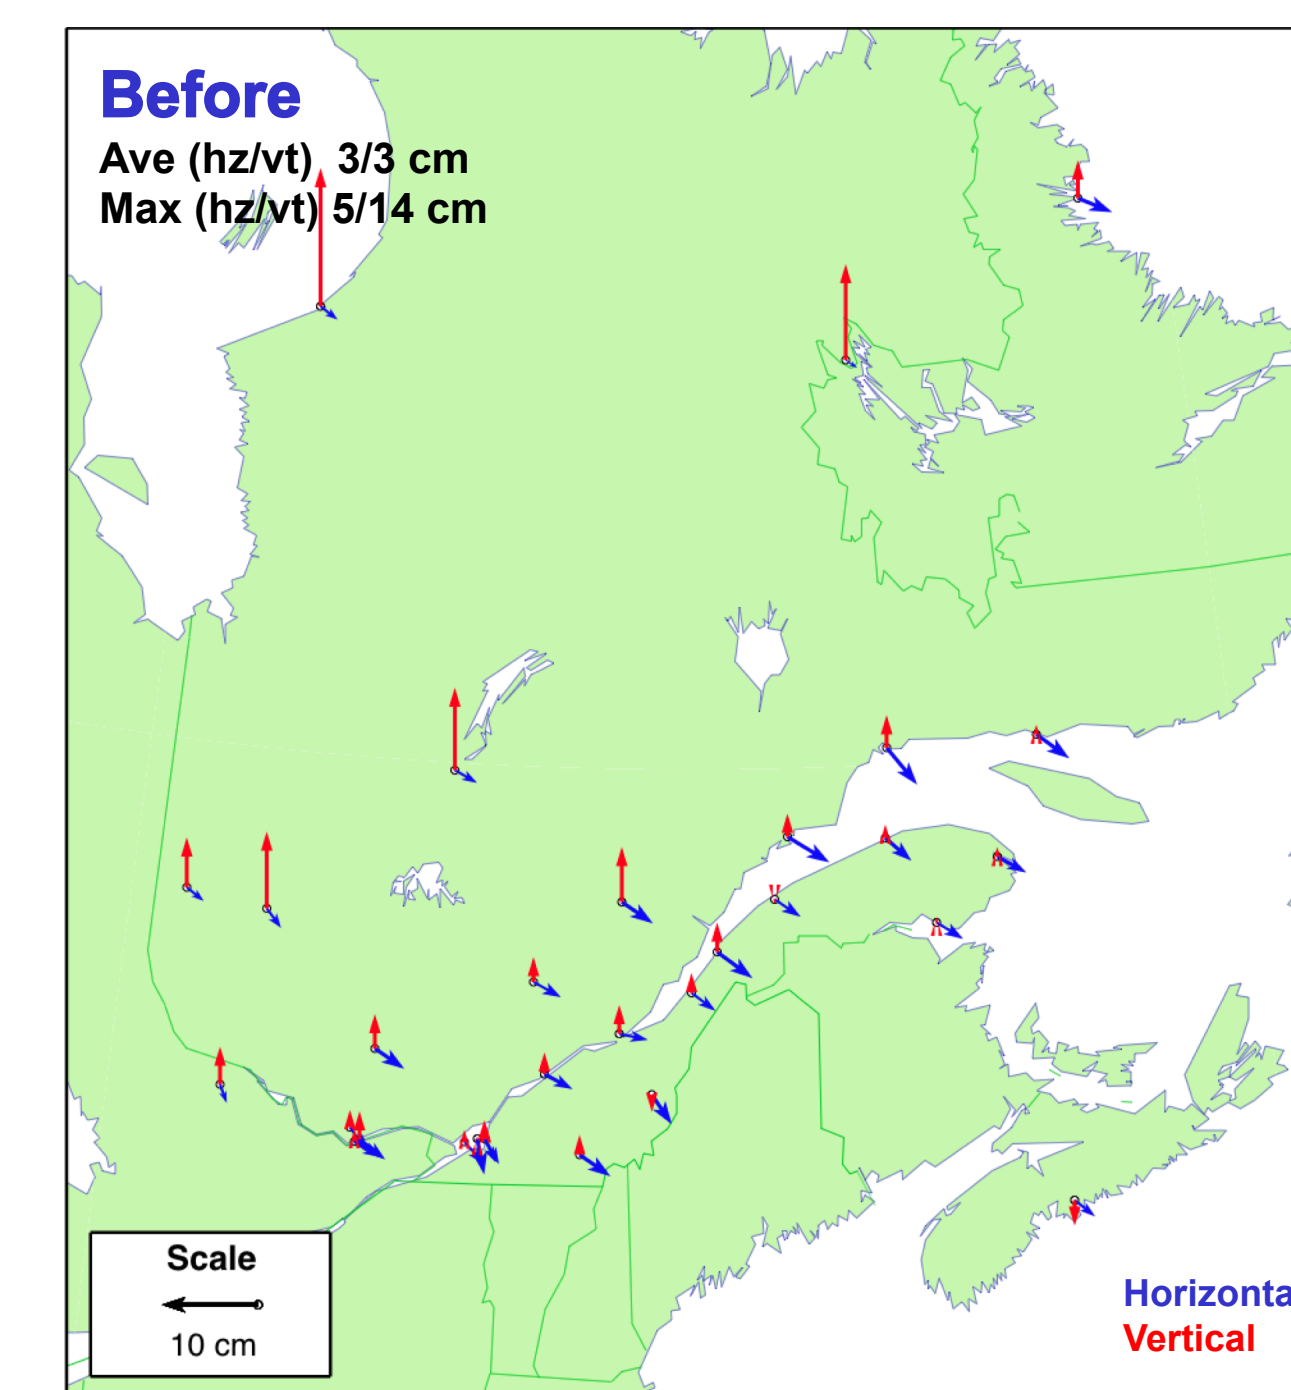 Before
Ave (hz/vt)  3/3 cm
Max (hz/vt) 5/14 cm
Scale
10 cm
Horizonta
Vertical